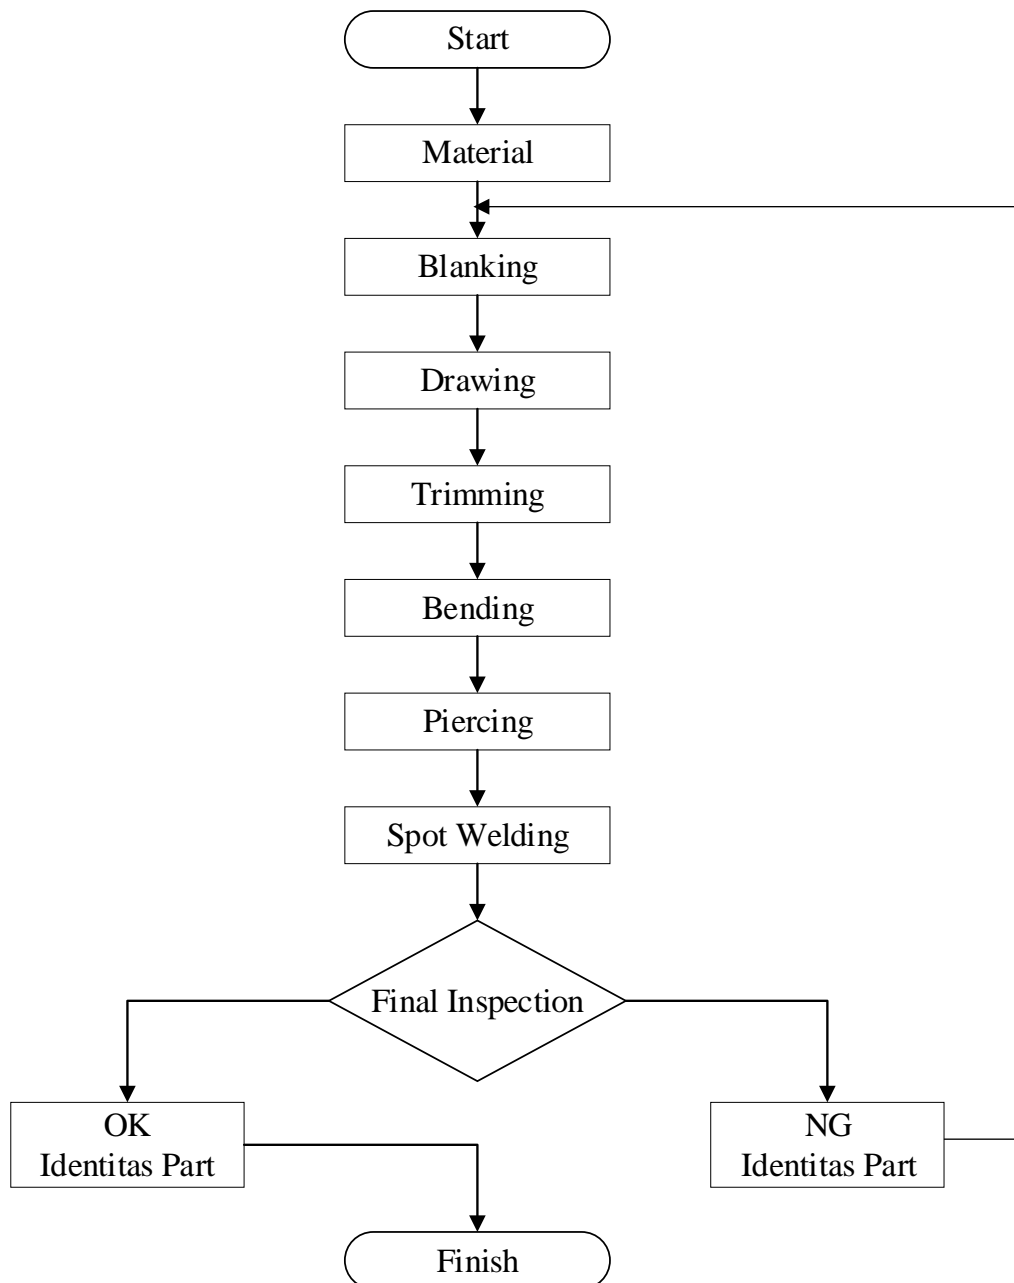 Start
Material
Blanking
Drawing
Trimming
Bending
Piercing
Spot Welding
Final Inspection
OK
Identitas Part
NG
Identitas Part
Finish